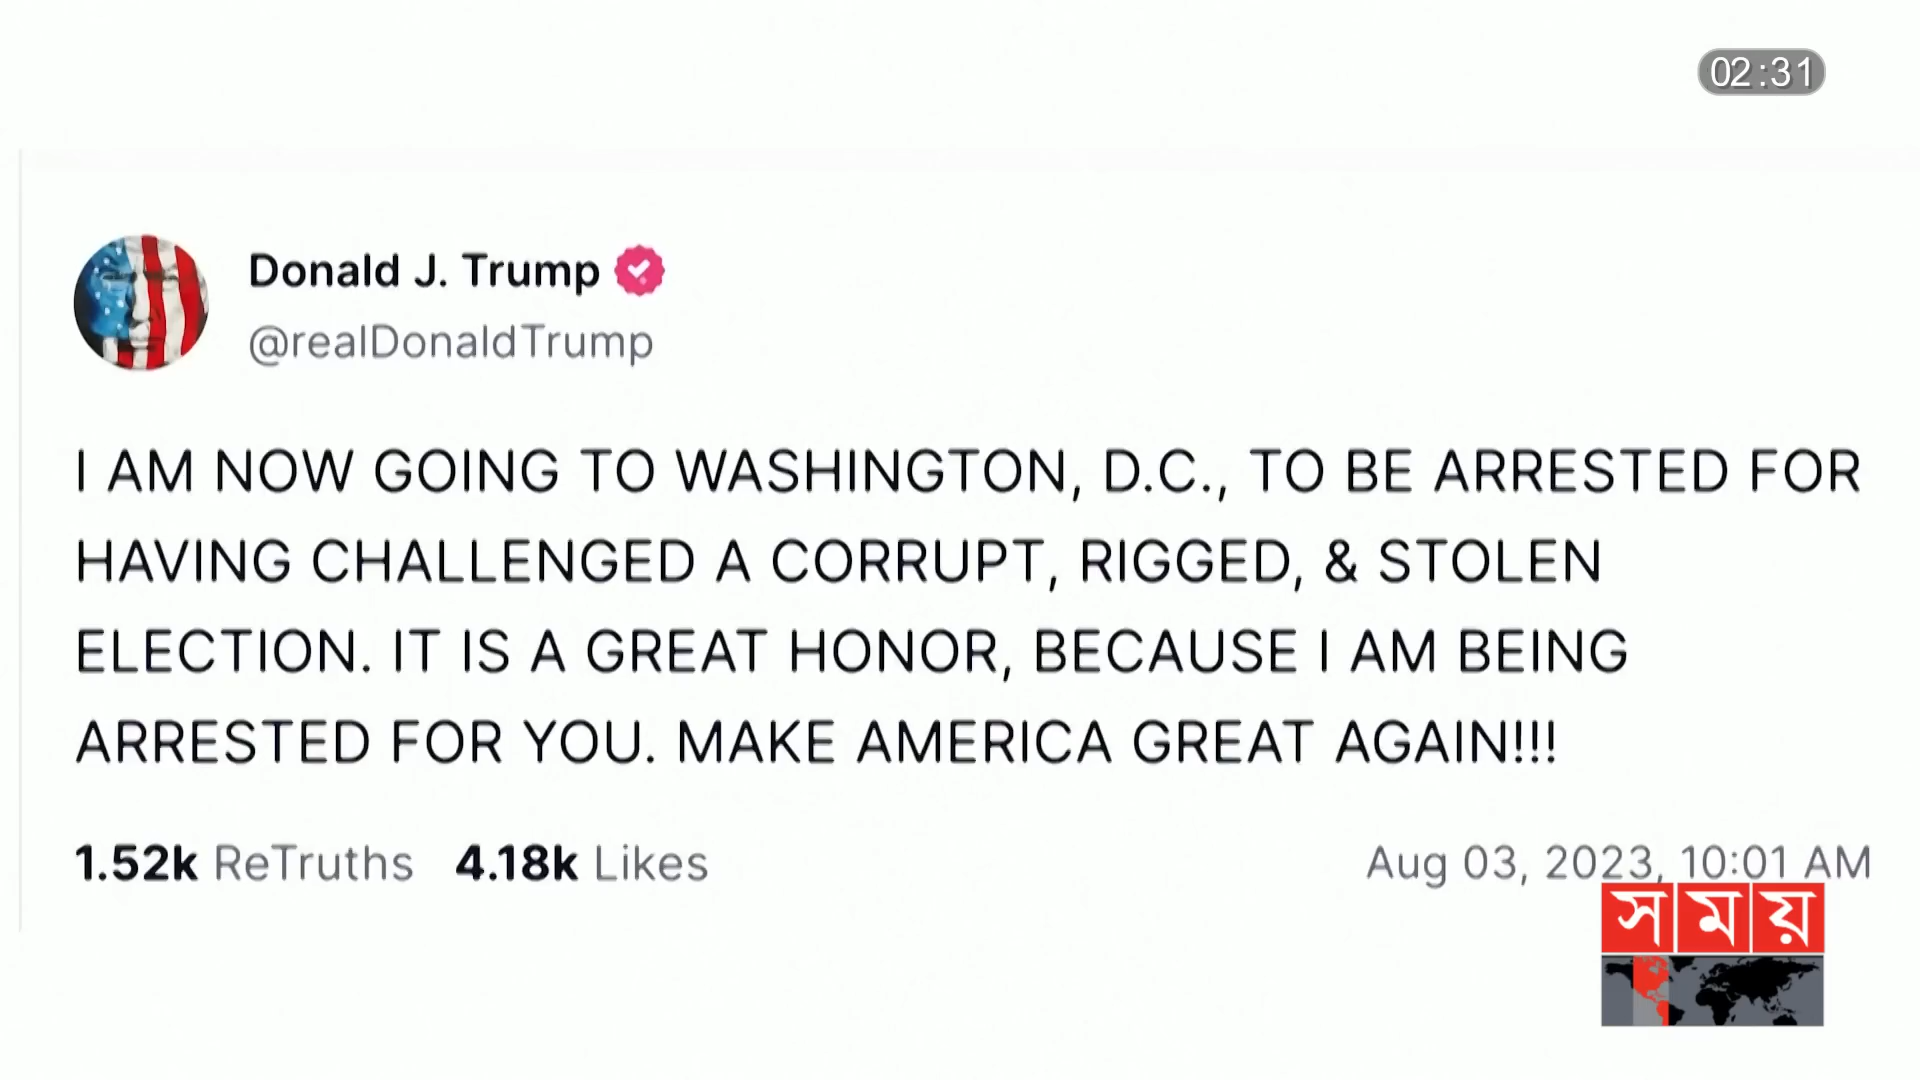 02:31
Donald J. Trump
@realDonaldTrump
I AM NOW GOING TO WASHINGTON, D.C., TO BE ARRESTED FOR
HAVING CHALLENGED A CORRUPT, RIGGED, & STOLEN
ELECTION. IT IS A GREAT HONOR, BECAUSE I AM BEING
ARRESTED FOR YOU. MAKE AMERICA GREAT AGAIN!!!
1.52k ReTruths 4.18k Likes Aug 03, 2023, 10:01 AM
সময়